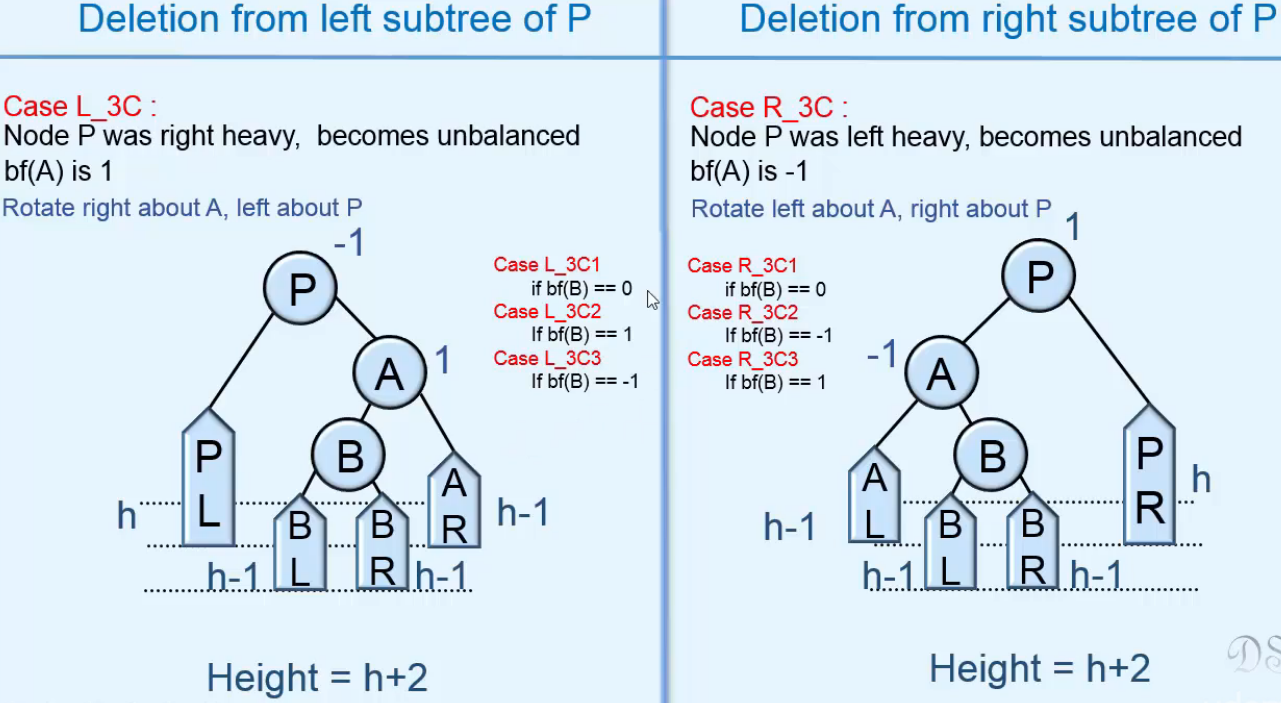 Deletion from left subtree of P
Case L_3C :
Node P was right heavy, becomes unbalanced
bf(A) is 1
Rotate right about A, left about P
-1
P
Case L_3C1
if bf(B) == 0
Case L_3C2
If bf(B) == 1
Case L_3C3
If bf(B) == -1
A
1
B
P
L
A
R
B
L
B
R
h
h-1
h-1
h-1
Height = h+2
Deletion from right subtree of P
Case R_3C :
Node P was left heavy, becomes unbalanced
bf(A) is -1
Rotate left about A, right about P
1
P
Case R_3C1
if bf(B) == 0
Case R_3C2
If bf(B) == -1
Case R_3C3
If bf(B) == 1
-1
A
B
A
L
B
L
B
R
P
R
h
h-1
h-1
h-1
Height = h+2
DS